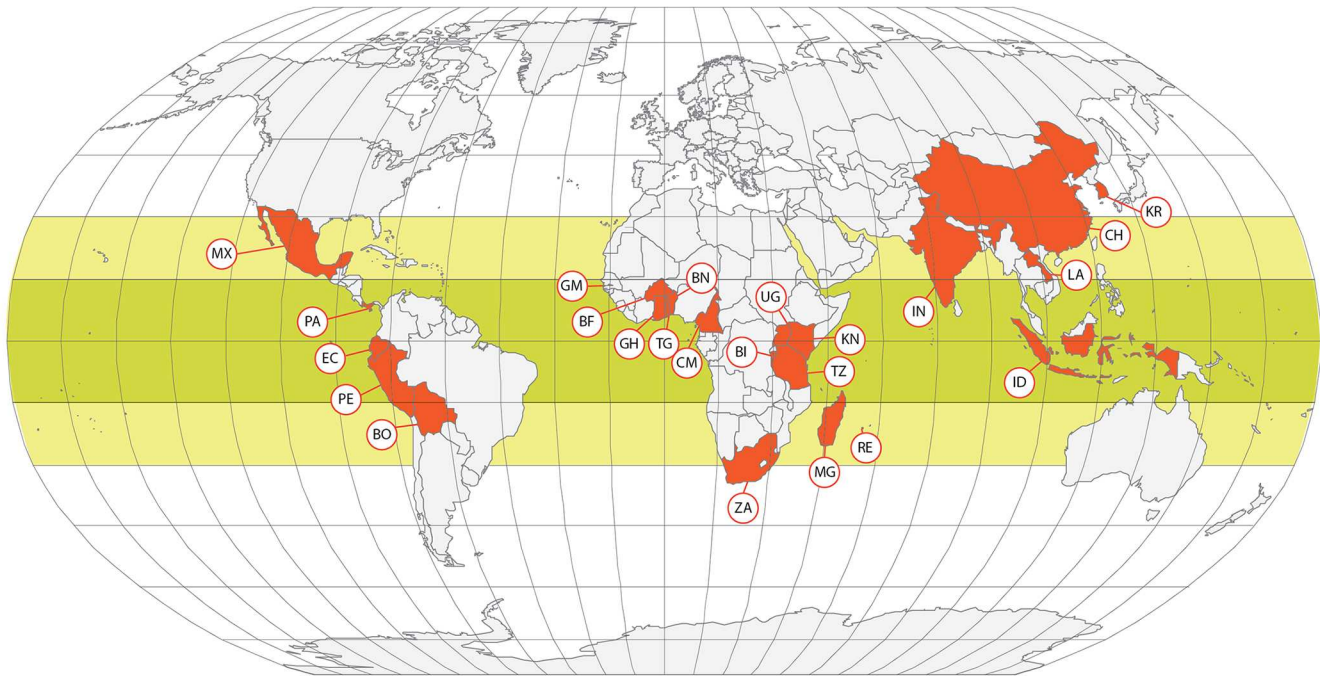 MX
PA
EC
PE
BO
GM
BF
GH
TG
BN
CM
UG
BI
KN
TZ
MG
RE
ZA
KR
CH
LA
IN
ID